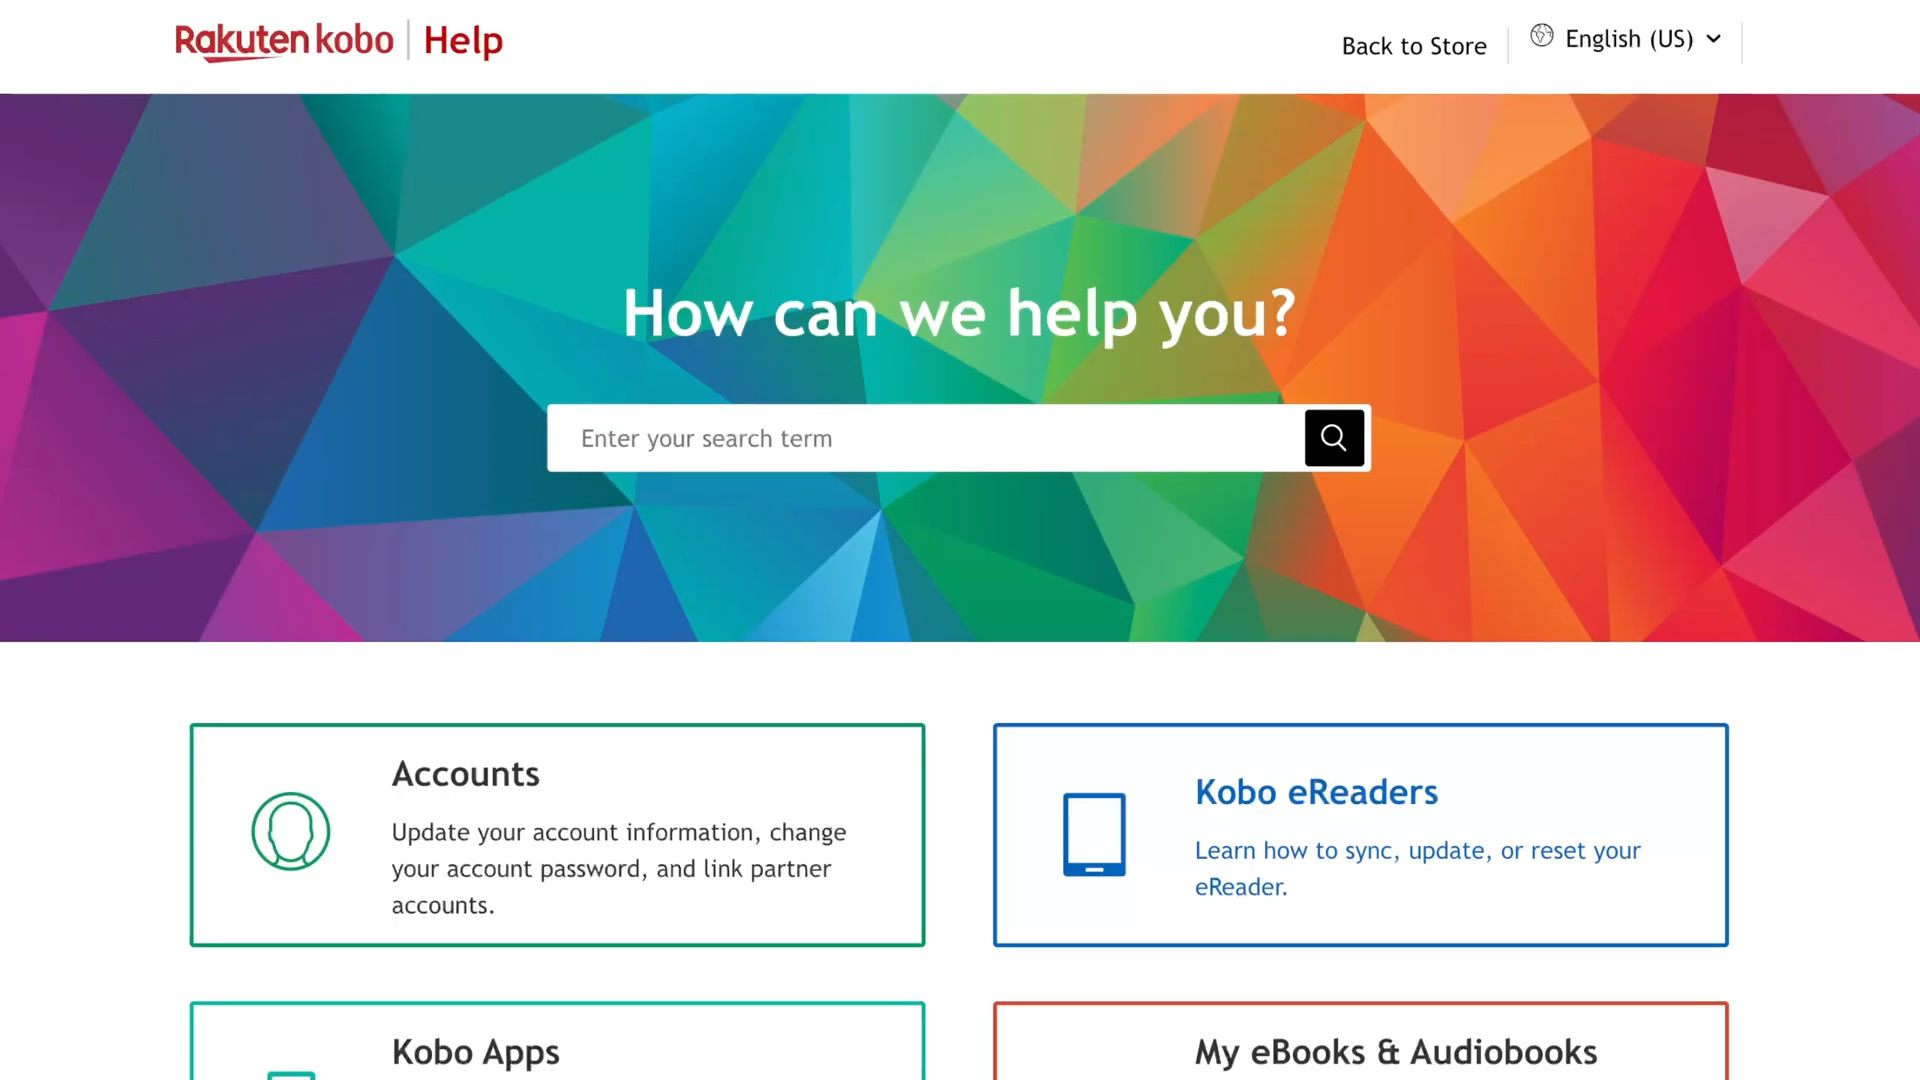 Rakuten kobo Help
Back to Store
English (US)
How can we help you?
Enter your search term
Accounts
Update your account information, change
your account password, and link partner
accounts.
Kobo eReaders
Learn how to sync, update, or reset your
eReader.
Kobo Apps
My eBooks & Audiobooks